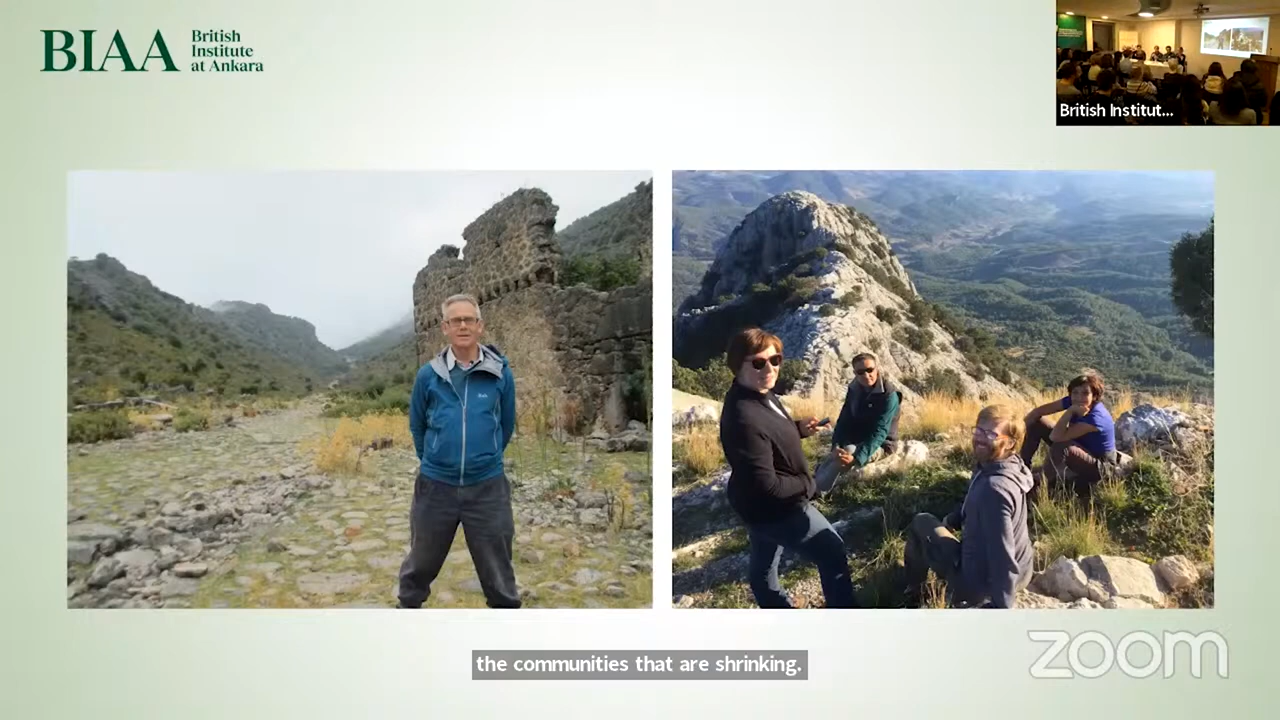 BIAA
British
Institute
at Ankara
British Institut...
the communities that are shrinking.
zoom